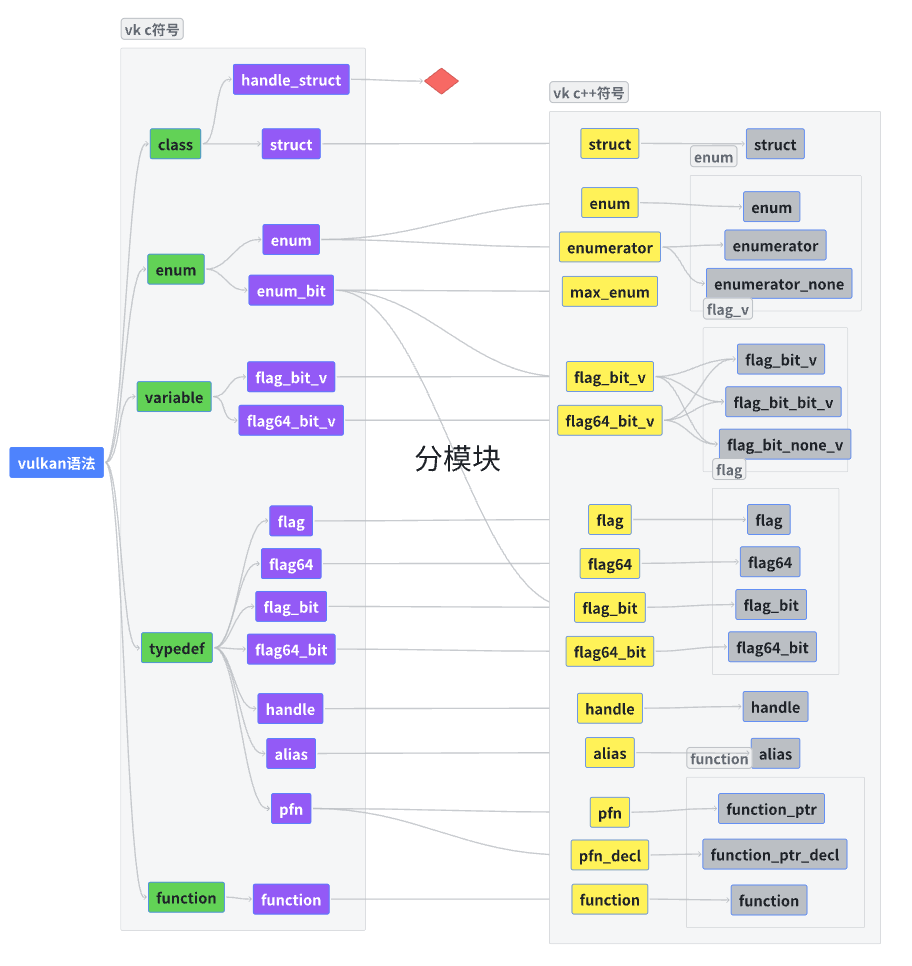 vk c符号
handle_struct
class
struct
enum
enum
enum_bit
variable
flag_bit_v
flag64_bit_v
vulkan语法
分模块
flag
flag64
flag_bit
typedef
flag64_bit
handle
alias
pfn
function
function
vk c++符号
struct
struct
enum
enum
enum
enumerator
enumerator
max_enum
enumerator_none
flag_v
flag_bit_v
flag_bit_v
flag_bit_bit_v
flag64_bit_v
flag_bit_none_v
flag
flag
flag
flag64
flag64
flag_bit
flag_bit
flag64_bit
flag64_bit
handle
handle
alias
function
alias
pfn
function_ptr
pfn_decl
function_ptr_decl
function
function